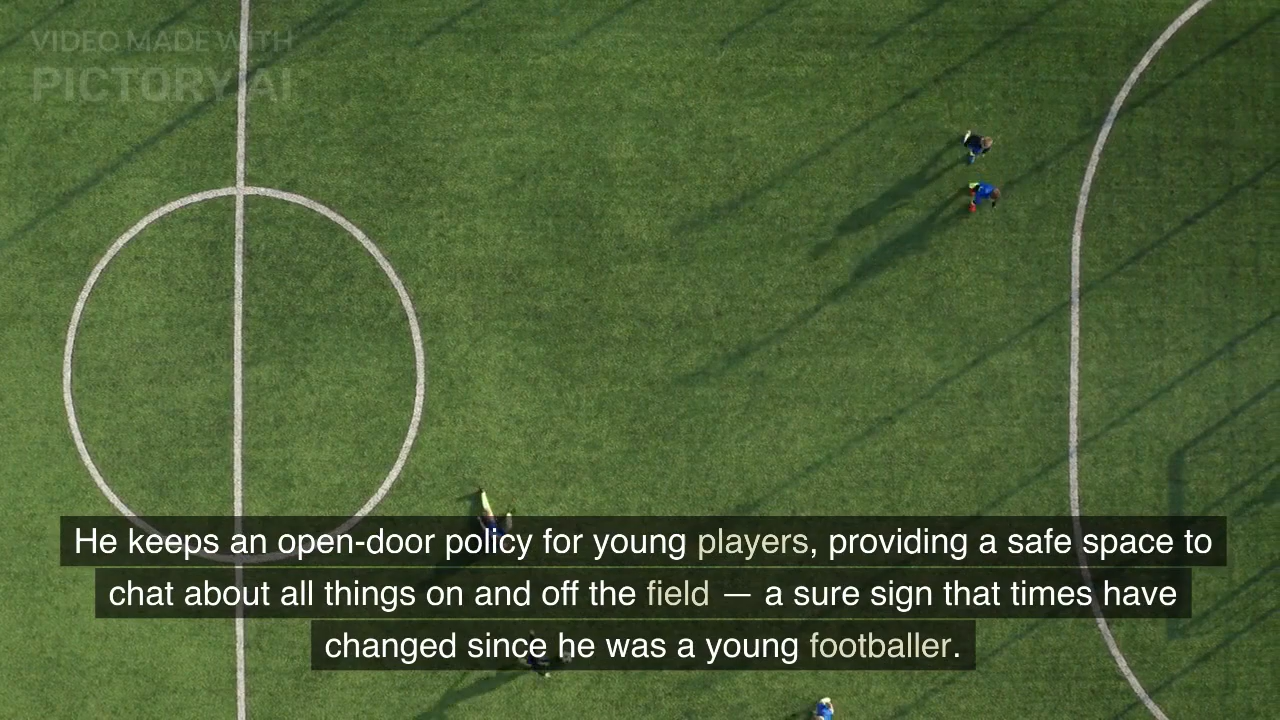 VIDEO MADE WITH
PICTORY.AI
He keeps an open-door policy for young players, providing a safe space to
chat about all things on and off the field — a sure sign that times have
changed since he was a young footballer.